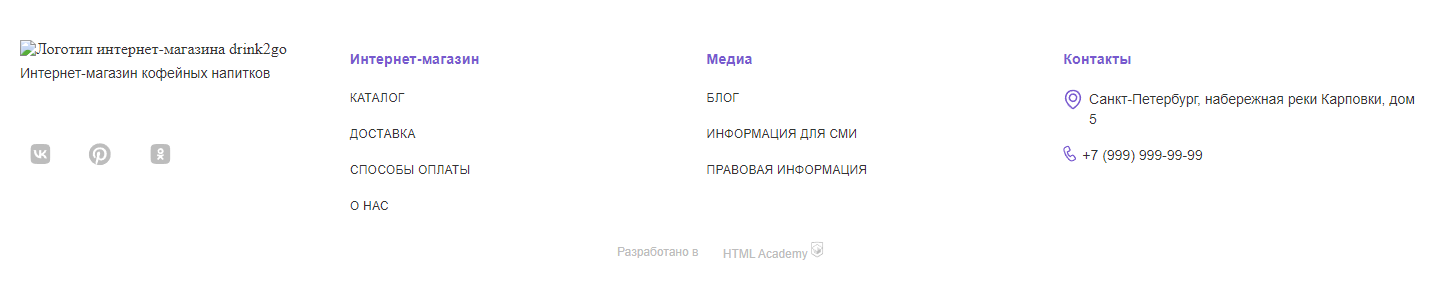 Логотип интернет-магазина drink2go
Интернет-магазин кофейных напитков
Интернет-магазин
КАТАЛОГ
ДОСТАВКА
СПОСОБЫ ОПЛАТЫ
О НАС
Медиа
БЛОГ
ИНФОРМАЦИЯ ДЛЯ СМИ
ПРАВОВАЯ ИНФОРМАЦИЯ
Контакты
Санкт-Петербург, набережная реки Карповки, дом
5
+7 (999) 999-99-99
Разработано в HTML Academy